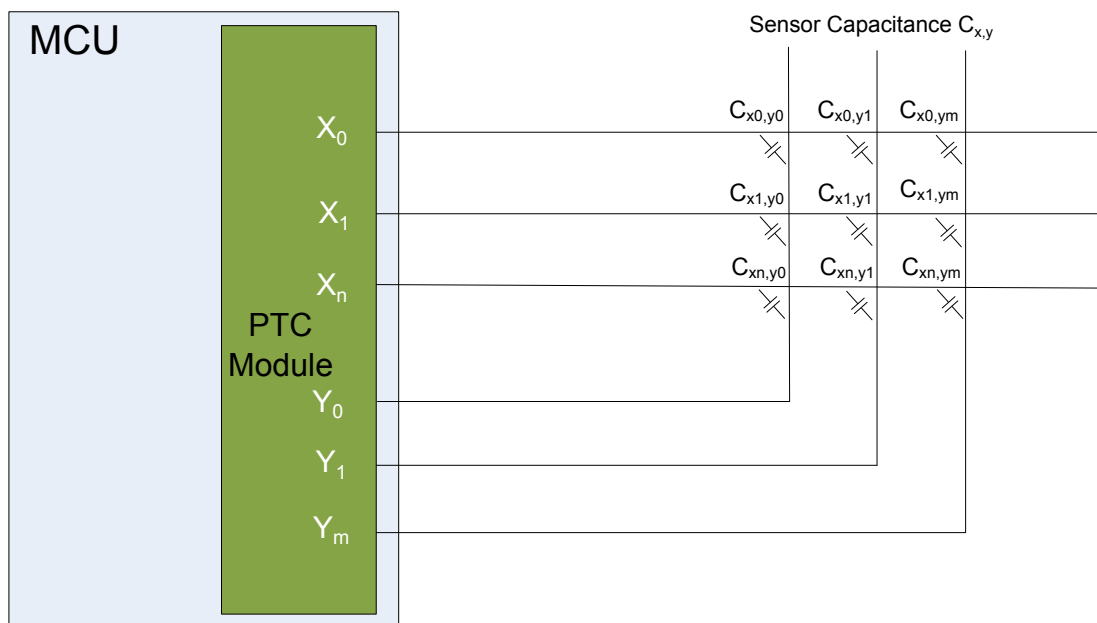 MCU
Sensor Capacitance Cx,y
X0
Cx0,y0 Cx0,y1 Cx0,ym
X1
Cx1,y0 Cx1,y1 Cx1,ym
Xn
Cxn,y0 Cxn,y1 Cxn,ym
PTC
Module
Y0
Y1
Ym